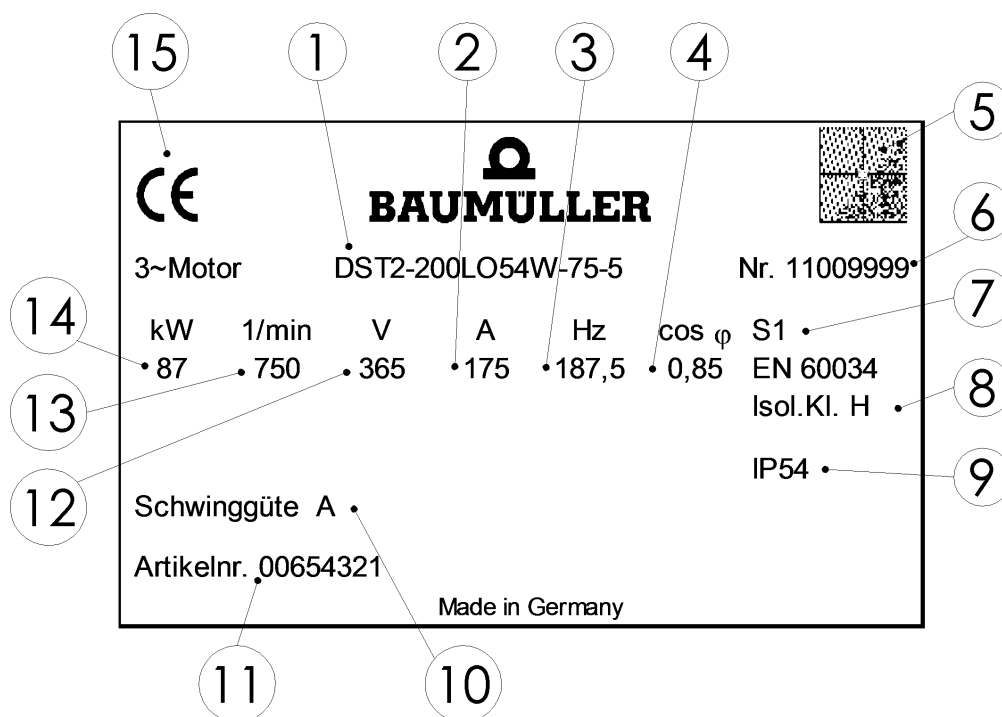 15 1 2 3 4
5
CE
BAUMÜLLER
6
3~Motor DST2-200LO54W-75-5 Nr. 11009999
7
14
kW 1/min V A Hz cos φ S1
87 750 365 175 187,5 0,85 EN 60034
8
13
Isol.Kl. H
9
IP54
12
Schwinggüte A
Artikelnr. 00654321
Made in Germany
11 10